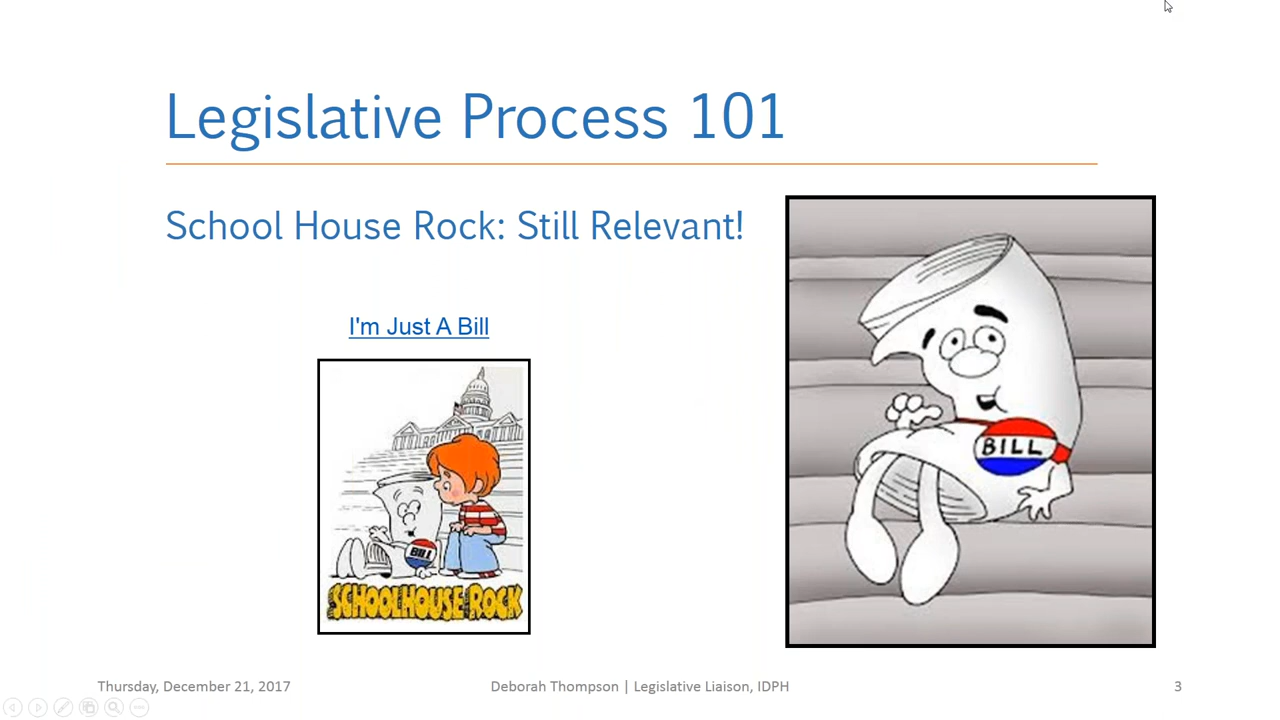 Legislative Process 101
School House Rock: Still Relevant!
I'm Just A Bill
BILL
BILL
SCHOOLHOUSE ROCK
Thursday, December 21, 2017
Deborah Thompson | Legislative Liaison, IDPH
3